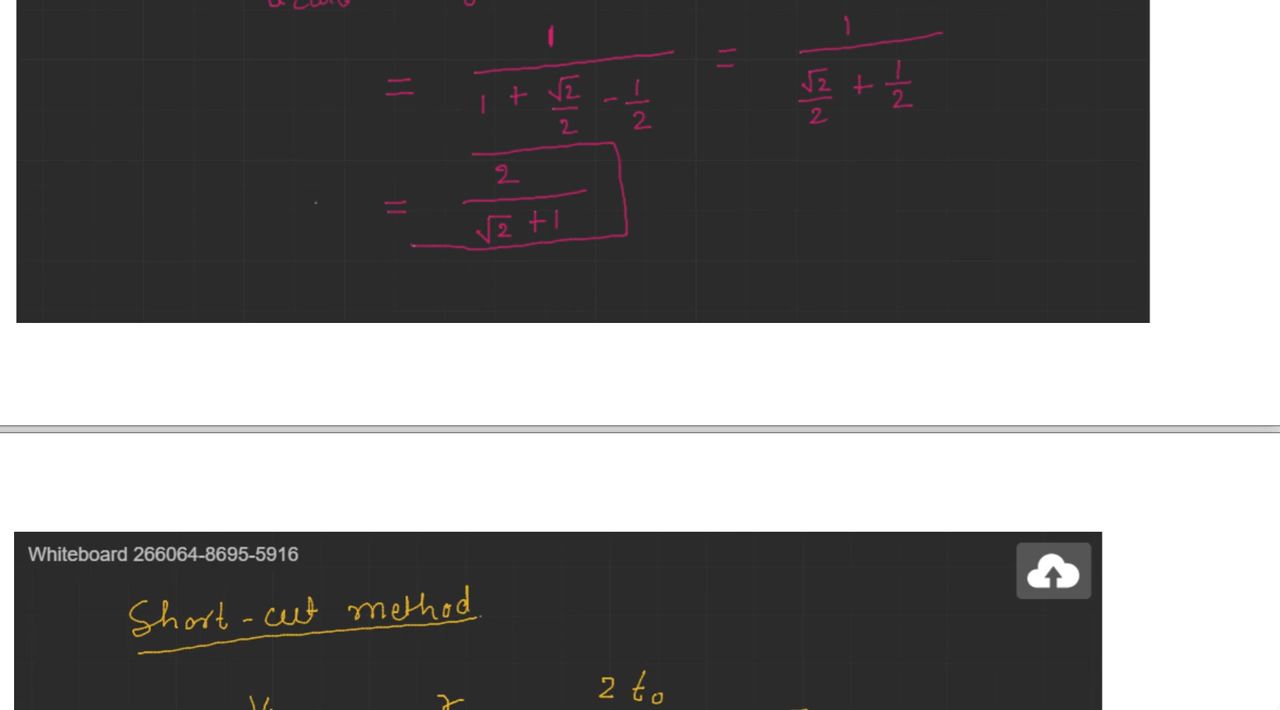 = 1 / (1 + √2/2 - 1/2) = 1 / (√2/2 + 1/2)
= 2 / (√2 + 1)
Whiteboard 266064-8695-5916
Short-cut method
2 t₀